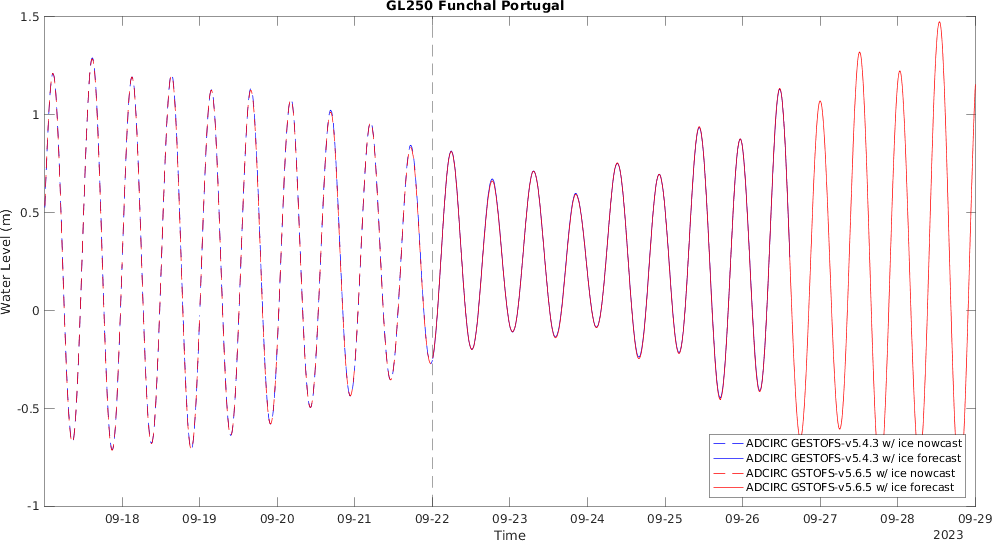 GL250 Funchal Portugal
1.5
1
0.5
0
-0.5
-1
Water Level (m)
09-18
09-19
09-20
09-21
09-22
09-23
09-24
09-25
09-26
09-27
09-28
09-29
Time
2023
ADCIRC GESTOFS-v5.4.3 w/ ice nowcast
ADCIRC GESTOFS-v5.4.3 w/ ice forecast
ADCIRC GSTOFS-v5.6.5 w/ ice nowcast
ADCIRC GSTOFS-v5.6.5 w/ ice forecast